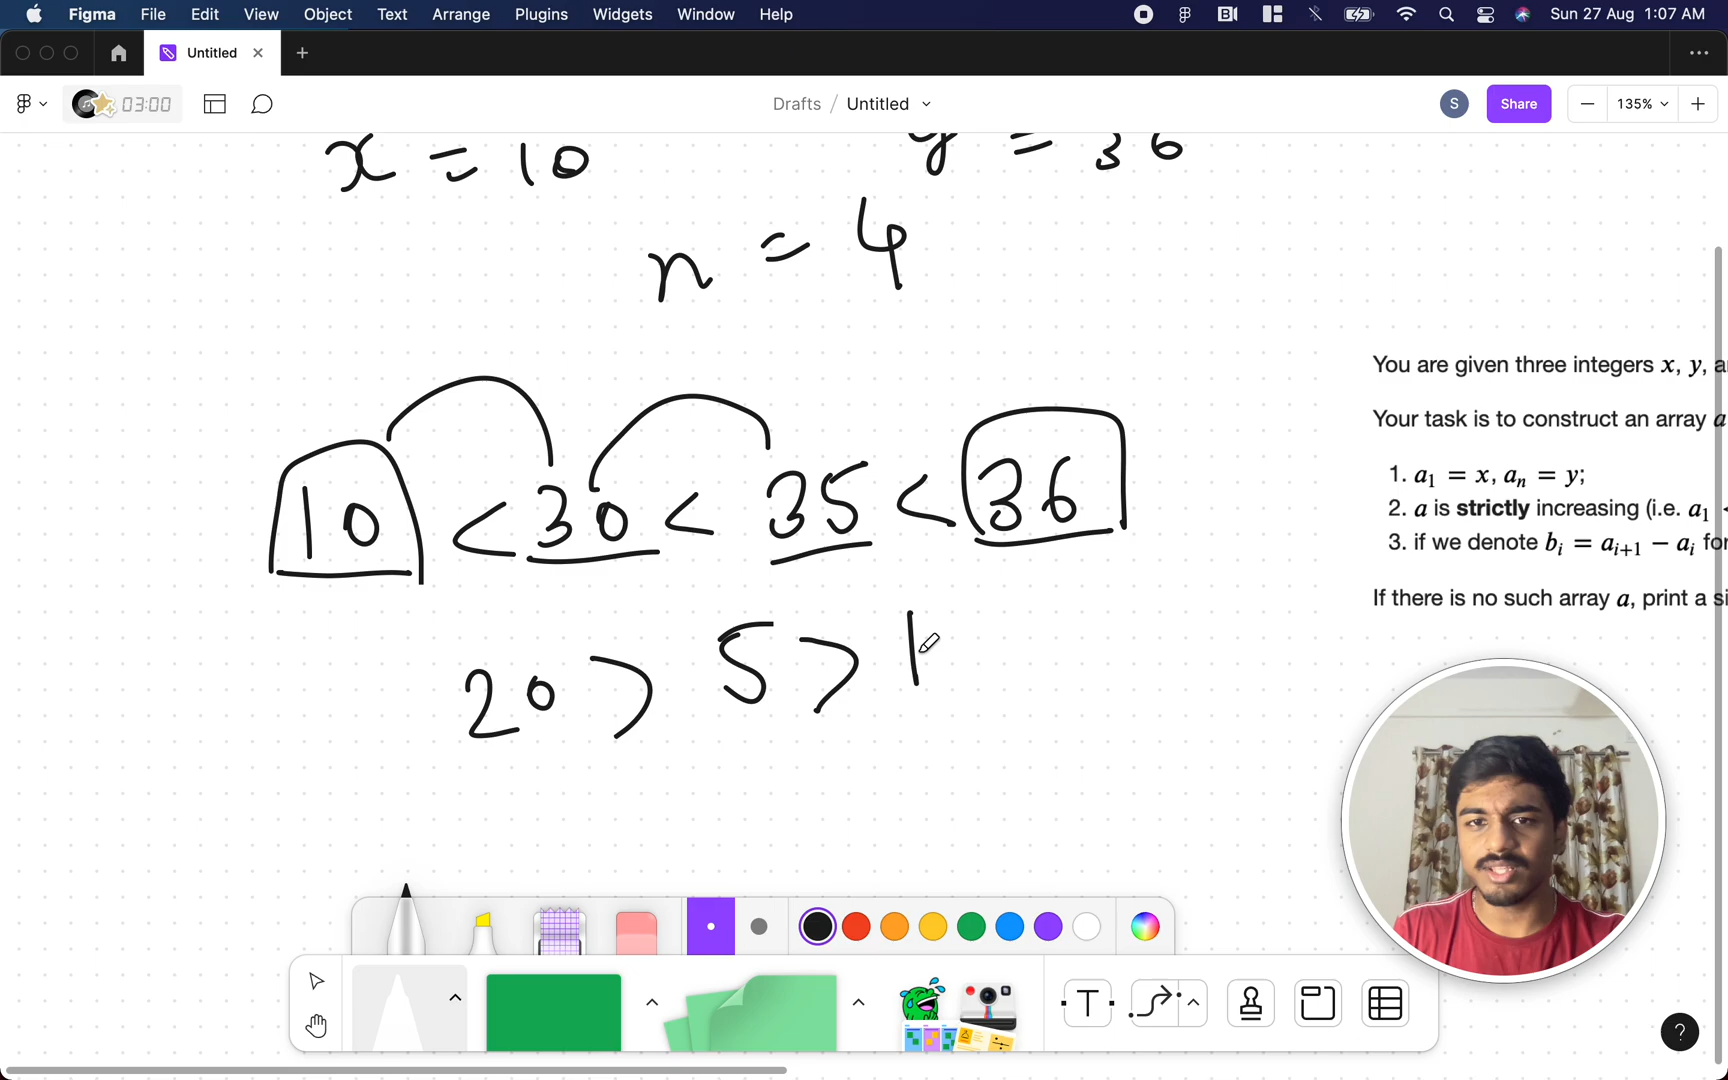 Figma File Edit View Object Text Arrange Plugins Widgets Window Help Sun 27 Aug 1:07 AM
Untitled
03:00 Drafts / Untitled S Share 135%
x = 10 y = 36
n = 4
10 < 30 < 35 < 36
20 > 5 > 1
You are given three integers x, y,
Your task is to construct an array a
1. a₁ = x, aₙ = y;
2. a is strictly increasing (i.e. a₁ <
3. if we denote bᵢ = aᵢ₊₁ − aᵢ for
If there is no such array a, print a
T
?